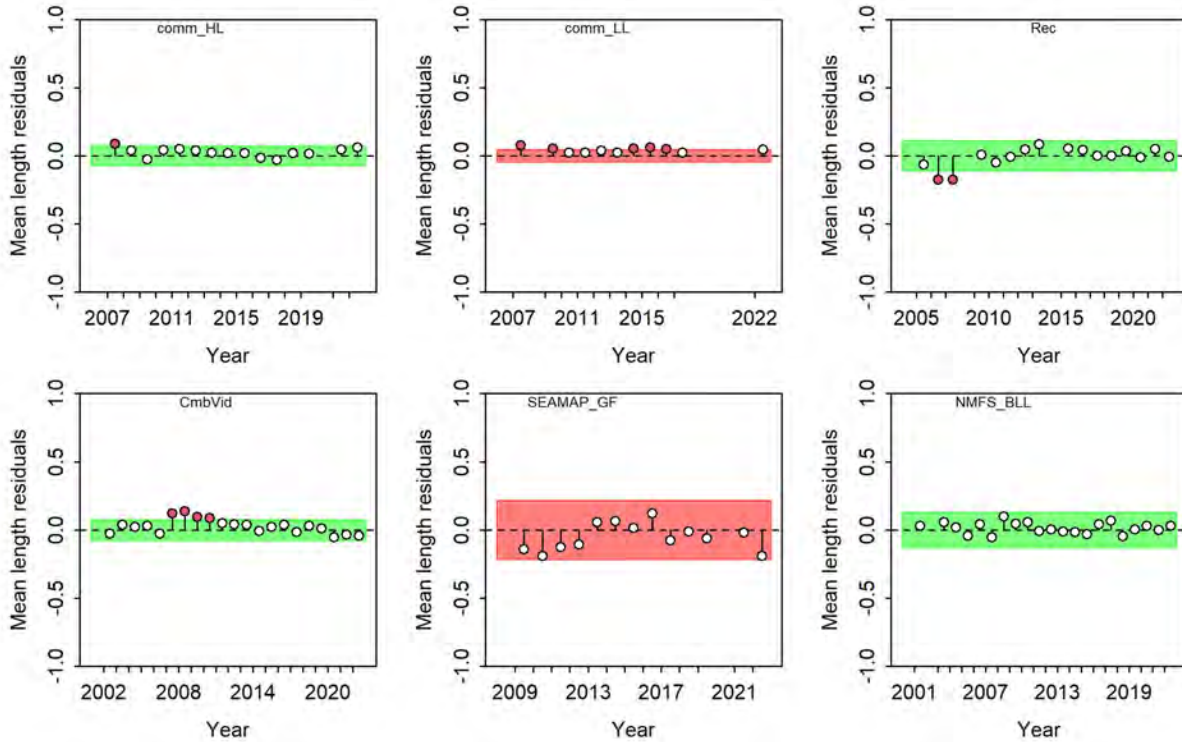 comm_HL
Mean length residuals
1.0
0.5
0.0
-0.5
-1.0
2007 2011 2015 2019
Year
comm_LL
Mean length residuals
1.0
0.5
0.0
-0.5
-1.0
2007 2011 2015 2022
Year
Rec
Mean length residuals
1.0
0.5
0.0
-0.5
-1.0
2005 2010 2015 2020
Year
CmbVid
Mean length residuals
1.0
0.5
0.0
-0.5
-1.0
2002 2008 2014 2020
Year
SEAMAP_GF
Mean length residuals
1.0
0.5
0.0
-0.5
-1.0
2009 2013 2017 2021
Year
NMFS_BLL
Mean length residuals
1.0
0.5
0.0
-0.5
-1.0
2001 2007 2013 2019
Year